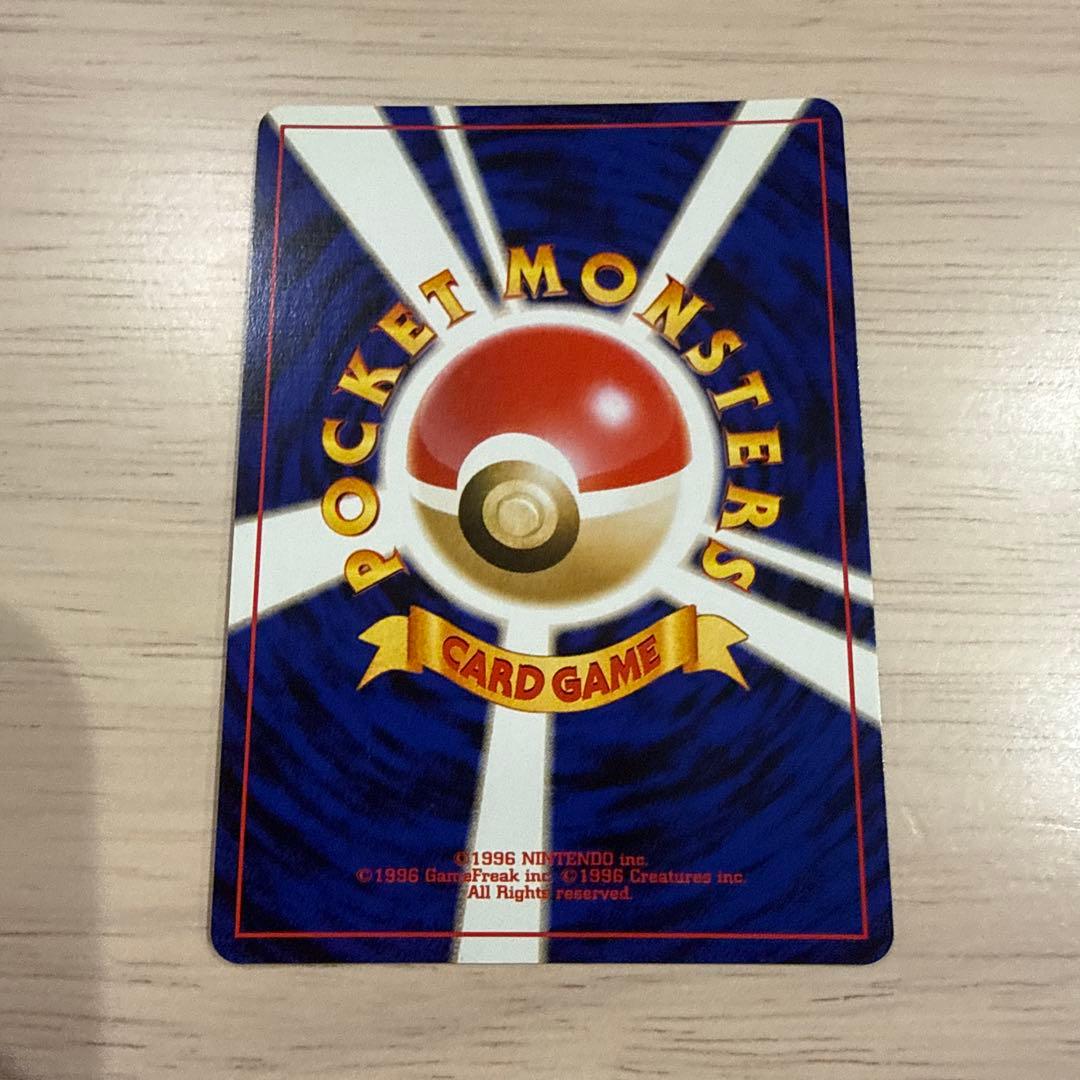 POCKET MONSTERS
CARD GAME
©1996 NINTENDO inc.
©1996 GameFreak inc. ©1996 Creatures inc.
All Rights reserved.